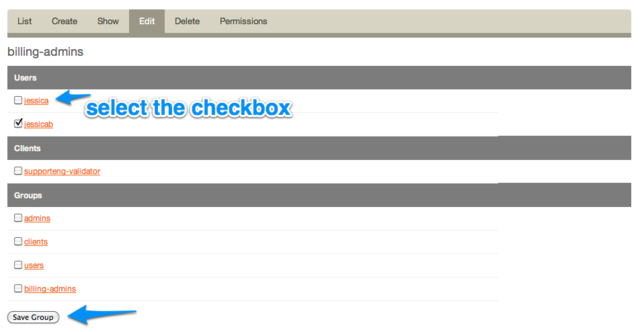 List Create Show Edit Delete Permissions
billing-admins
Users
jessica
select the checkbox
jessicab
Clients
supporteng-validator
Groups
admins
clients
users
billing-admins
Save Group